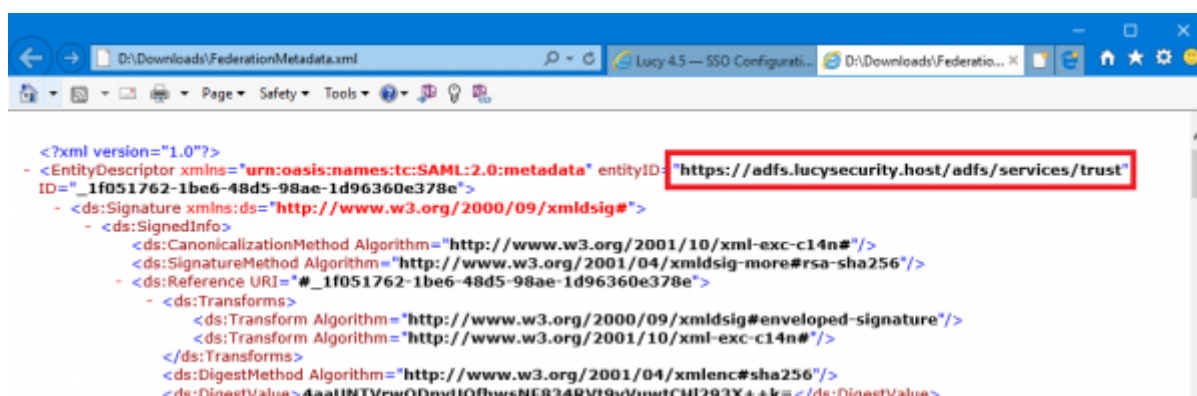 D:\Downloads\FederationMetadata.xml
Lucy 4.5 — SSO Configurati...
D:\Downloads\Federatio...
Page
Safety
Tools
<?xml version="1.0"?>
- <EntityDescriptor xmlns="urn:oasis:names:tc:SAML:2.0:metadata" entityID="https://adfs.lucysecurity.host/adfs/services/trust"
ID="_1f051762-1be6-48d5-98ae-1d96360e378e">
- <ds:Signature xmlns:ds="http://www.w3.org/2000/09/xmldsig#">
- <ds:SignedInfo>
<ds:CanonicalizationMethod Algorithm="http://www.w3.org/2001/10/xml-exc-c14n#"/>
<ds:SignatureMethod Algorithm="http://www.w3.org/2001/04/xmldsig-more#rsa-sha256"/>
- <ds:Reference URI="#_1f051762-1be6-48d5-98ae-1d96360e378e">
- <ds:Transforms>
<ds:Transform Algorithm="http://www.w3.org/2000/09/xmldsig#enveloped-signature"/>
<ds:Transform Algorithm="http://www.w3.org/2001/10/xml-exc-c14n#"/>
</ds:Transforms>
<ds:DigestMethod Algorithm="http://www.w3.org/2001/04/xmlenc#sha256"/>